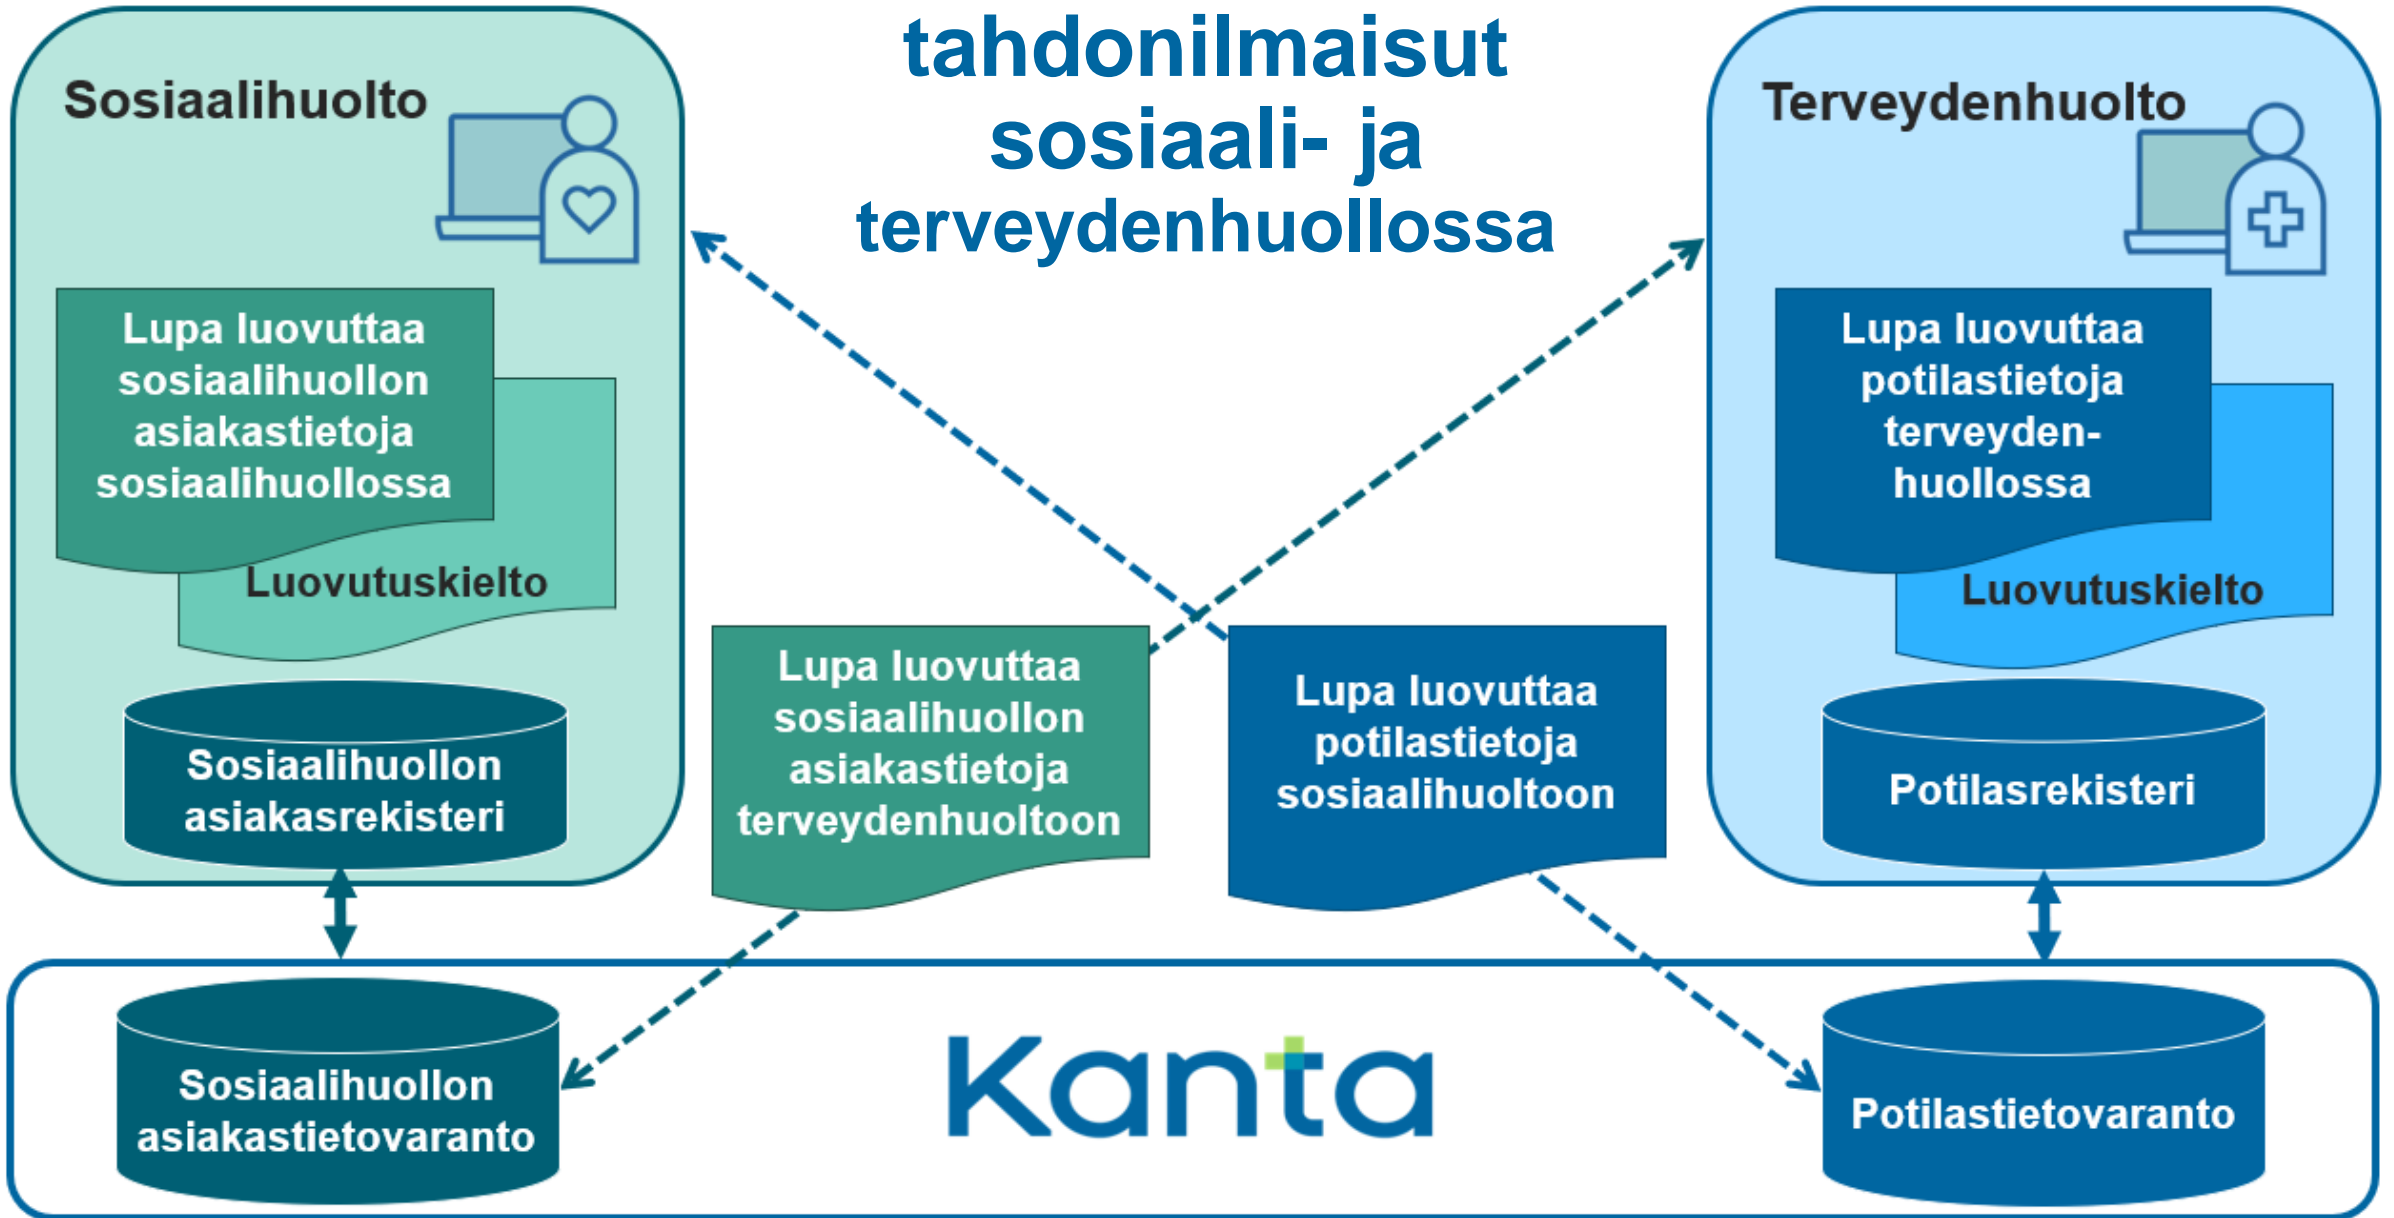 tahdonilmaisut
sosiaali- ja
terveydenhuollossa
Sosiaalihuolto
Lupa luovuttaa
sosiaalihuollon
asiakastietoja
sosiaalihuollossa
Luovutuskielto
Sosiaalihuollon
asiakasrekisteri
Lupa luovuttaa
sosiaalihuollon
asiakastietoja
terveydenhuoltoon
Lupa luovuttaa
potilastietoja
sosiaalihuoltoon
Terveydenhuolto
Lupa luovuttaa
potilastietoja
terveyden-
huollossa
Luovutuskielto
Potilasrekisteri
Sosiaalihuollon
asiakastietovaranto
Kanta
Potilastietovaranto